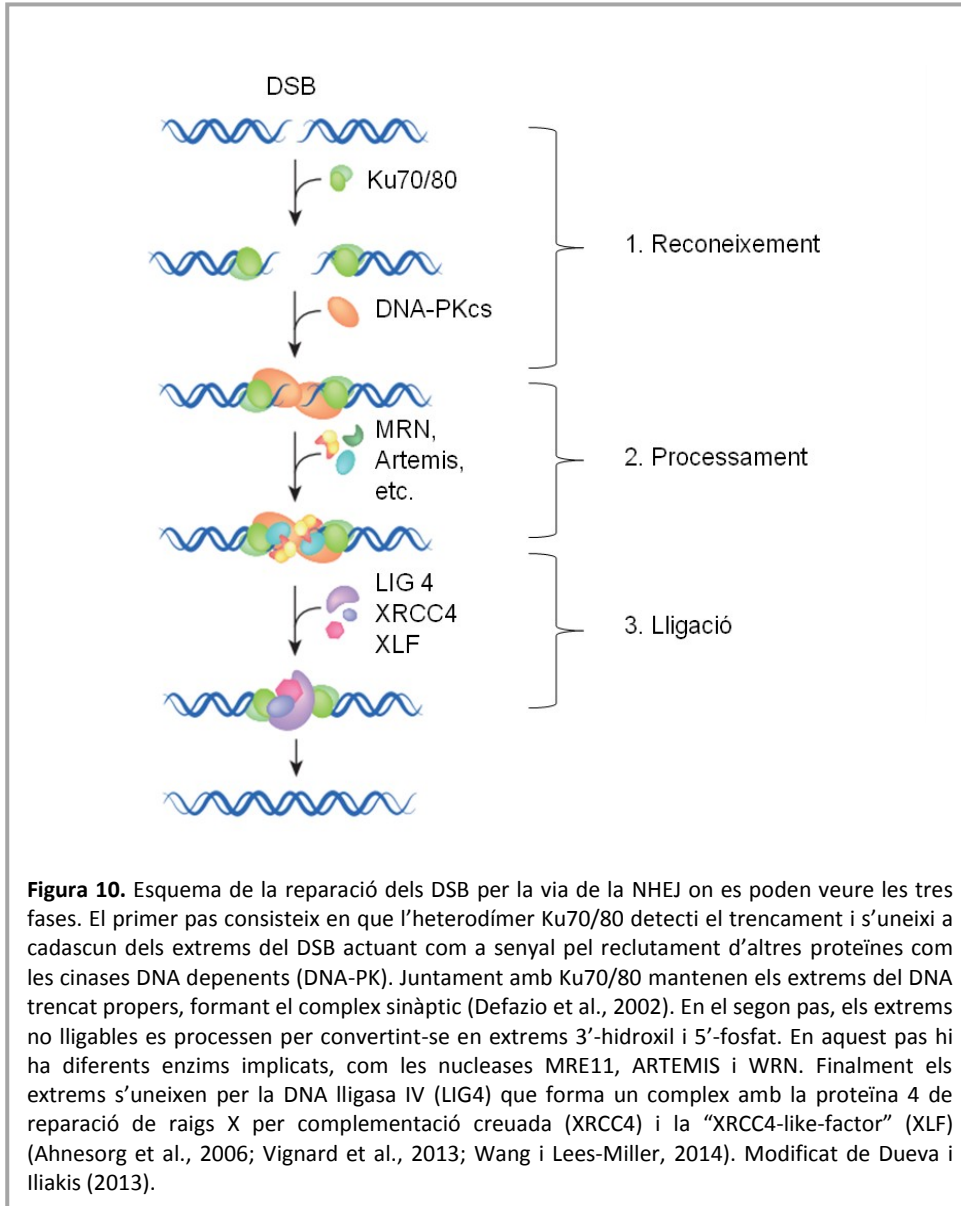 DSB
Ku70/80
1. Reconeixement
DNA-PKcs
MRN,
Artemis,
etc.
2. Processament
LIG 4
XRCC4
XLF
3. Lligació
Figura 10. Esquema de la reparació dels DSB per la via de la NHEJ on es poden veure les tres
fases. El primer pas consisteix en que l’heterodímer Ku70/80 detecti el trencament i s’uneixi a
cadascun dels extrems del DSB actuant com a senyal pel reclutament d’altres proteïnes com
les cinases DNA depenents (DNA-PK). Juntament amb Ku70/80 mantenen els extrems del DNA
trencat propers, formant el complex sinàptic (Defazio et al., 2002). En el segon pas, els extrems
no lligables es processen per convertint-se en extrems 3’-hidroxil i 5’-fosfat. En aquest pas hi
ha diferents enzims implicats, com les nucleases MRE11, ARTEMIS i WRN. Finalment els
extrems s’uneixen per la DNA lligasa IV (LIG4) que forma un complex amb la proteïna 4 de
reparació de raigs X per complementació creuada (XRCC4) i la “XRCC4-like-factor” (XLF)
(Ahnesorg et al., 2006; Vignard et al., 2013; Wang i Lees-Miller, 2014). Modificat de Dueva i
Iliakis (2013).